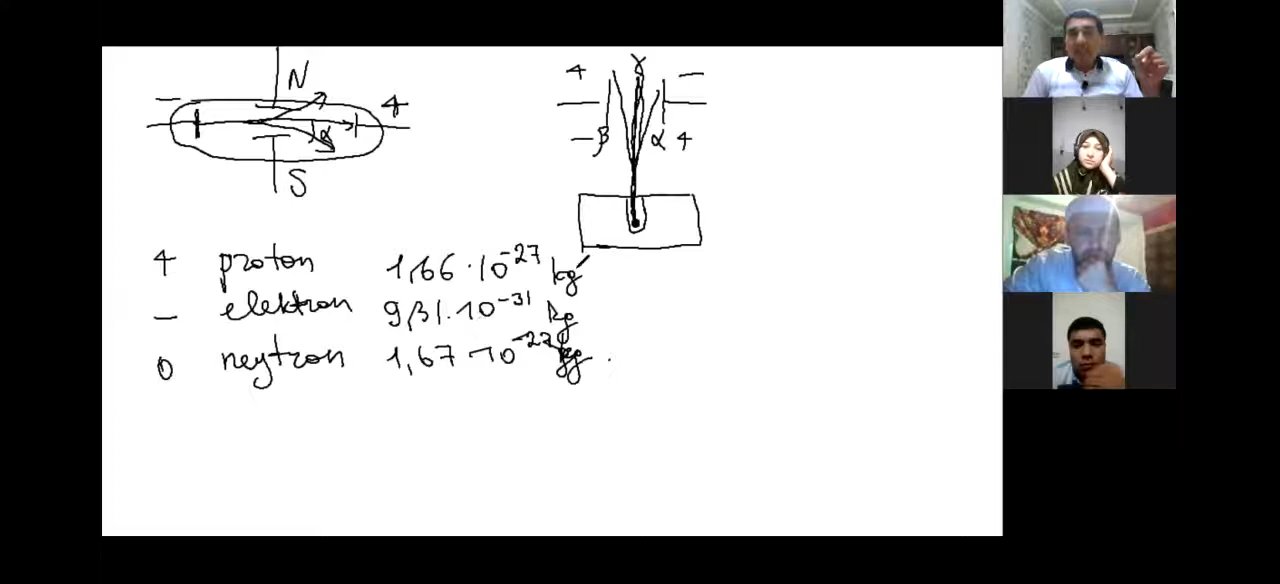 N
− +
α
S
+ γ −
− β α +
+ proton 1,66 · 10⁻²⁷ kg
− elektron 9,31 · 10⁻³¹ kg
0 neytron 1,67 · 10⁻²⁷ kg